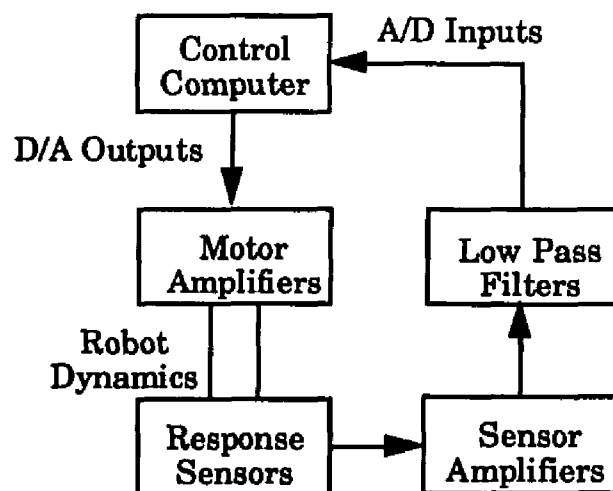 Control
Computer
A/D Inputs
D/A Outputs
Motor
Amplifiers
Low Pass
Filters
Robot
Dynamics
Response
Sensors
Sensor
Amplifiers